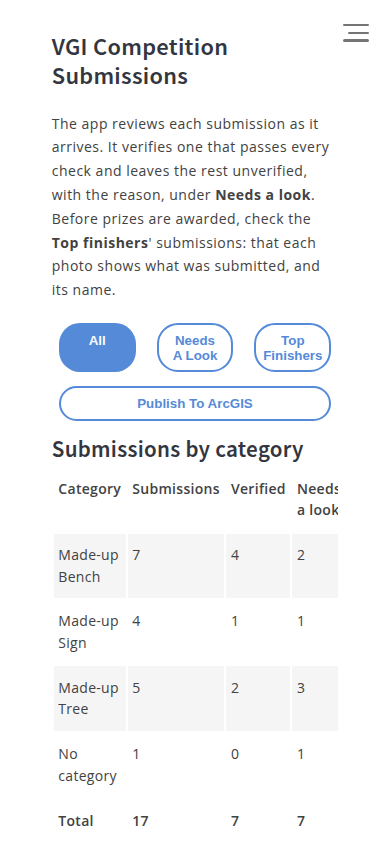 VGI Competition
Submissions
The app reviews each submission as it
arrives. It verifies one that passes every
check and leaves the rest unverified,
with the reason, under Needs a look.
Before prizes are awarded, check the
Top finishers' submissions: that each
photo shows what was submitted, and
its name.
All
Needs
A Look
Top
Finishers
Publish To ArcGIS
Submissions by category
Category Submissions Verified Needs
a look
Made-up 7 4 2
Bench
Made-up 4 1 1
Sign
Made-up 5 2 3
Tree
No 1 0 1
category
Total 17 7 7